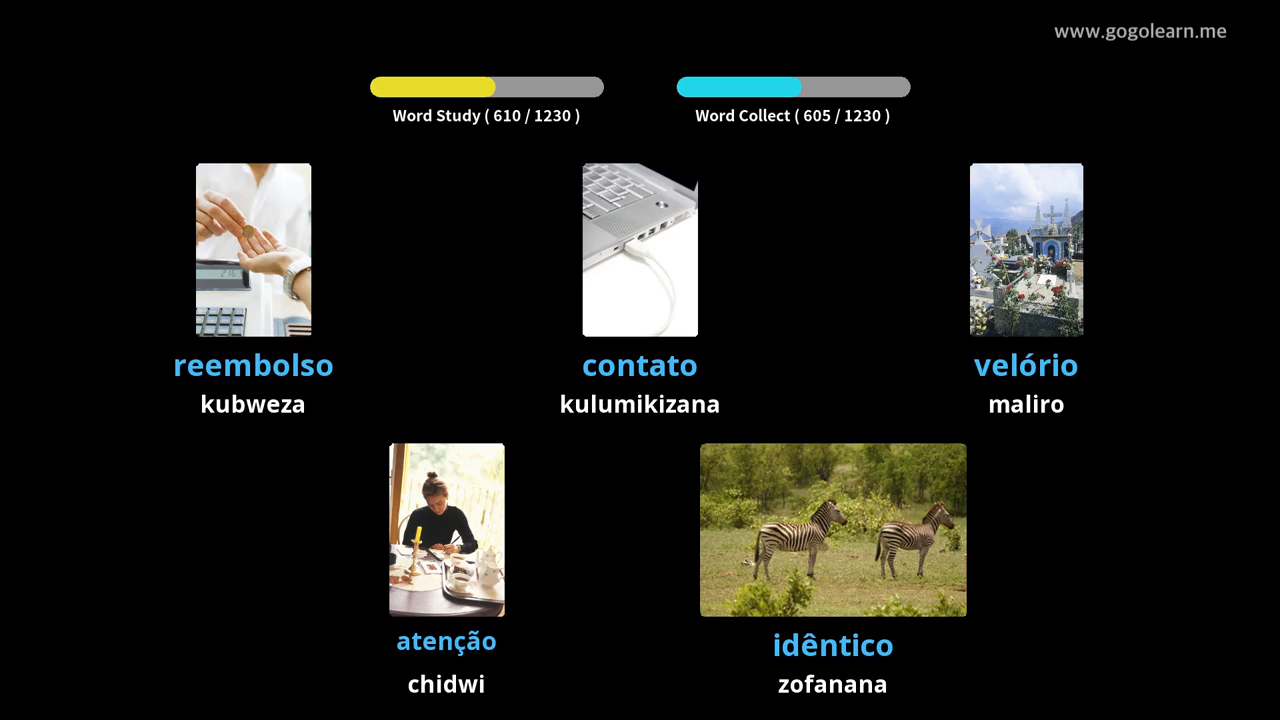 www.gogolearn.me
Word Study ( 610 / 1230 )
Word Collect ( 605 / 1230 )
reembolso
kubweza
contato
kulumikizana
velório
maliro
atenção
chidwi
idêntico
zofanana